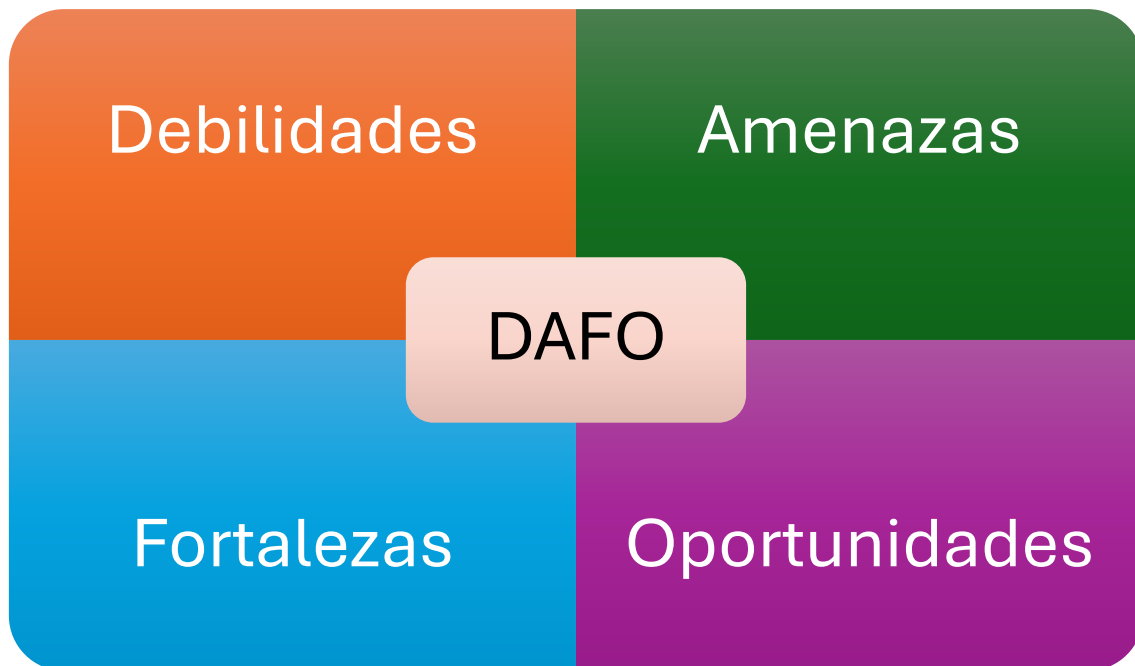 Debilidades
Amenazas
DAFO
Fortalezas
Oportunidades